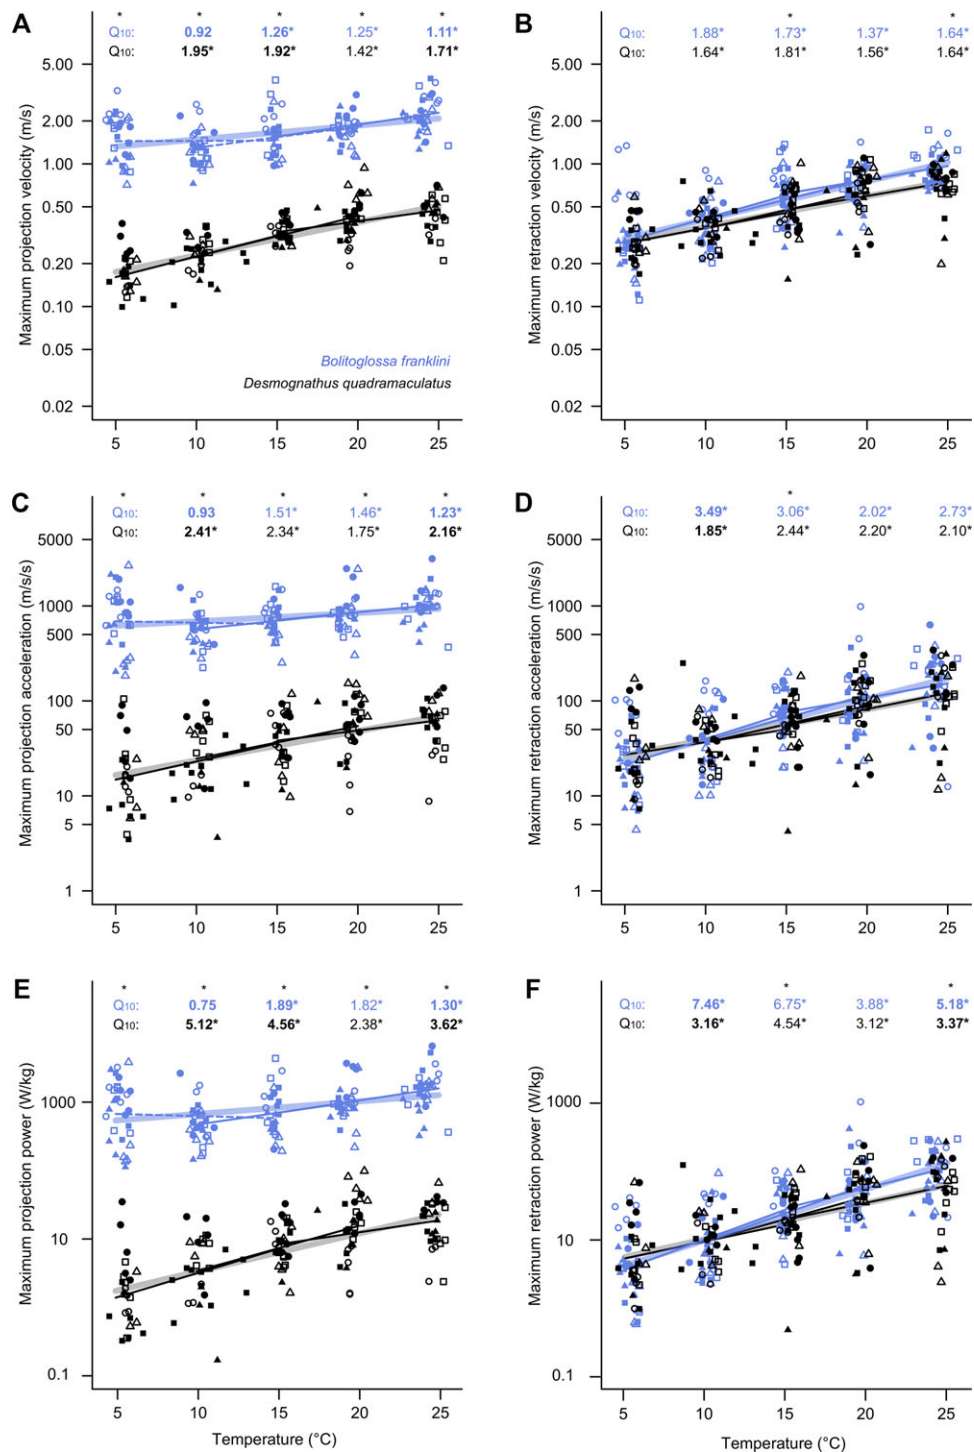 A
* * * * *
Q10: 0.92 1.26* 1.25* 1.11*
Q10: 1.95* 1.92* 1.42* 1.71*
Maximum projection velocity (m/s)
5.00
2.00
1.00
0.50
0.20
0.10
0.05
0.02
Bolitoglossa franklini
Desmognathus quadramaculatus
5 10 15 20 25
B
* *
Q10: 1.88* 1.73* 1.37* 1.64*
Q10: 1.64* 1.81* 1.56* 1.64*
Maximum retraction velocity (m/s)
5.00
2.00
1.00
0.50
0.20
0.10
0.05
0.02
5 10 15 20 25
C
* * * * *
Q10: 0.93 1.51* 1.46* 1.23*
Q10: 2.41* 2.34* 1.75* 2.16*
Maximum projection acceleration (m/s/s)
5000
1000
500
100
50
10
5
1
5 10 15 20 25
D
*
Q10: 3.49* 3.06* 2.02* 2.73*
Q10: 1.85* 2.44* 2.20* 2.10*
Maximum retraction acceleration (m/s/s)
5000
1000
500
100
50
10
5
1
5 10 15 20 25
E
* * * * *
Q10: 0.75 1.89* 1.82* 1.30*
Q10: 5.12* 4.56* 2.38* 3.62*
Maximum projection power (W/kg)
1000
10
0.1
5 10 15 20 25
Temperature (°C)
F
* *
Q10: 7.46* 6.75* 3.88* 5.18*
Q10: 3.16* 4.54* 3.12* 3.37*
Maximum retraction power (W/kg)
1000
10
0.1
5 10 15 20 25
Temperature (°C)